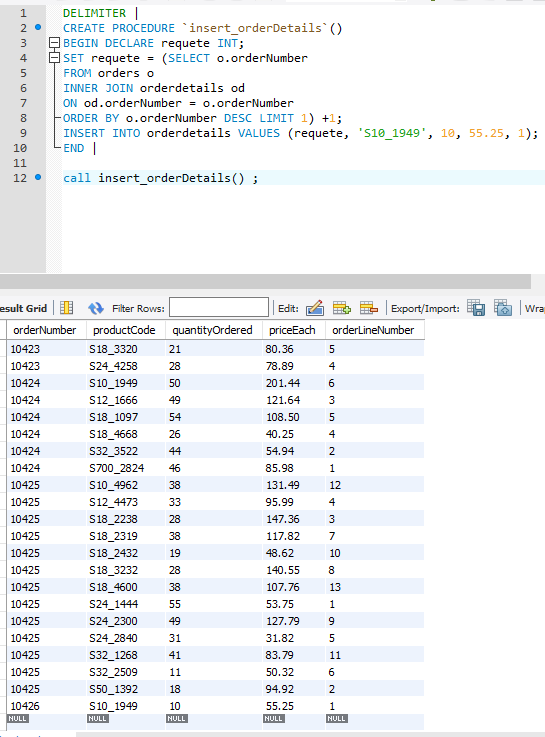 1 DELIMITER |
2 CREATE PROCEDURE `insert_orderDetails`()
3 BEGIN DECLARE requete INT;
4 SET requete = (SELECT o.orderNumber
5 FROM orders o
6 INNER JOIN orderdetails od
7 ON od.orderNumber = o.orderNumber
8 ORDER BY o.orderNumber DESC LIMIT 1) +1;
9 INSERT INTO orderdetails VALUES (requete, 'S10_1949', 10, 55.25, 1);
10 END |
11
12 call insert_orderDetails() ;
esult Grid Filter Rows: Edit: Export/Import: Wrap
orderNumber productCode quantityOrdered priceEach orderLineNumber
10423 S18_3320 21 80.36 5
10423 S24_4258 28 78.89 4
10424 S10_1949 50 201.44 6
10424 S12_1666 49 121.64 3
10424 S18_1097 54 108.50 5
10424 S18_4668 26 40.25 4
10424 S32_3522 44 54.94 2
10424 S700_2824 46 85.98 1
10425 S10_4962 38 131.49 12
10425 S12_4473 33 95.99 4
10425 S18_2238 28 147.36 3
10425 S18_2319 38 117.82 7
10425 S18_2432 19 48.62 10
10425 S18_3232 28 140.55 8
10425 S18_4600 38 107.76 13
10425 S24_1444 55 53.75 1
10425 S24_2300 49 127.79 9
10425 S24_2840 31 31.82 5
10425 S32_1268 41 83.79 11
10425 S32_2509 11 50.32 6
10425 S50_1392 18 94.92 2
10426 S10_1949 10 55.25 1
NULL NULL NULL NULL NULL